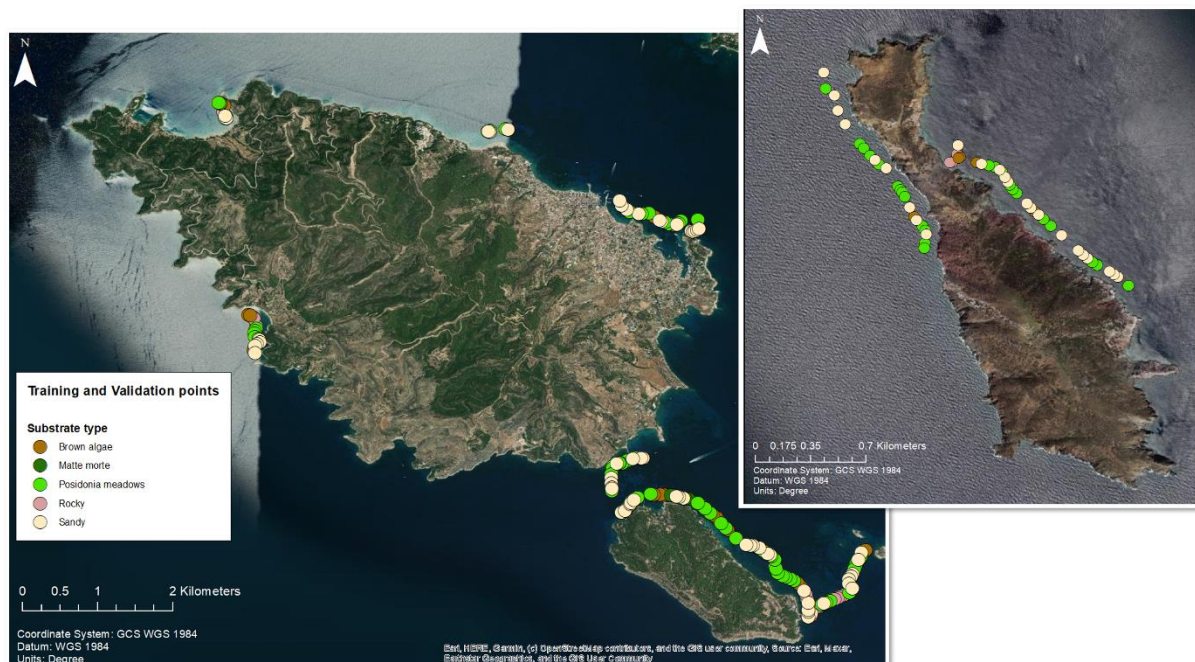 N
Training and Validation points
Substrate type
Brown algae
Matte morte
Posidonia meadows
Rocky
Sandy
0 0.5 1 2 Kilometers
Coordinate System: GCS WGS 1984
Datum: WGS 1984
Units: Degree
Esri, HERE, Garmin, (c) OpenStreetMap contributors, and the GIS user community, Source: Esri, Maxar,
Earthstar Geographics, and the GIS User Community
N
0 0.175 0.35 0.7 Kilometers
Coordinate System: GCS WGS 1984
Datum: WGS 1984
Units: Degree